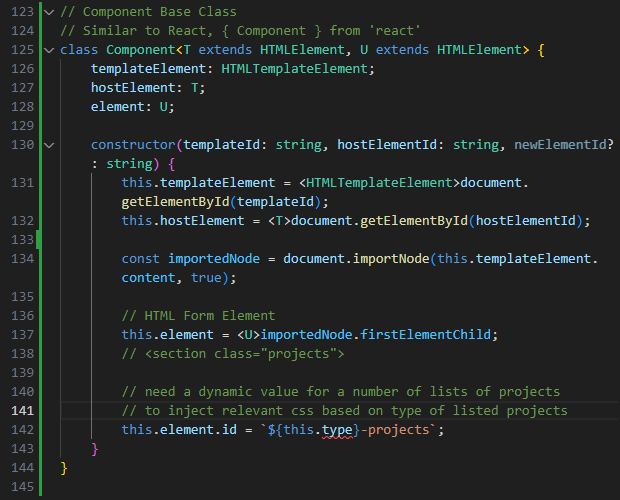 123 // Component Base Class
124 // Similar to React, { Component } from 'react'
125 class Component<T extends HTMLElement, U extends HTMLElement> {
126 templateElement: HTMLTemplateElement;
127 hostElement: T;
128 element: U;
129
130 constructor(templateId: string, hostElementId: string, newElementId?
: string) {
131 this.templateElement = <HTMLTemplateElement>document.
getElementById(templateId);
132 this.hostElement = <T>document.getElementById(hostElementId);
133
134 const importedNode = document.importNode(this.templateElement.
content, true);
135
136 // HTML Form Element
137 this.element = <U>importedNode.firstElementChild;
138 // <section class="projects">
139
140 // need a dynamic value for a number of lists of projects
141 // to inject relevant css based on type of listed projects
142 this.element.id = `${this.type}-projects`;
143 }
144 }
145